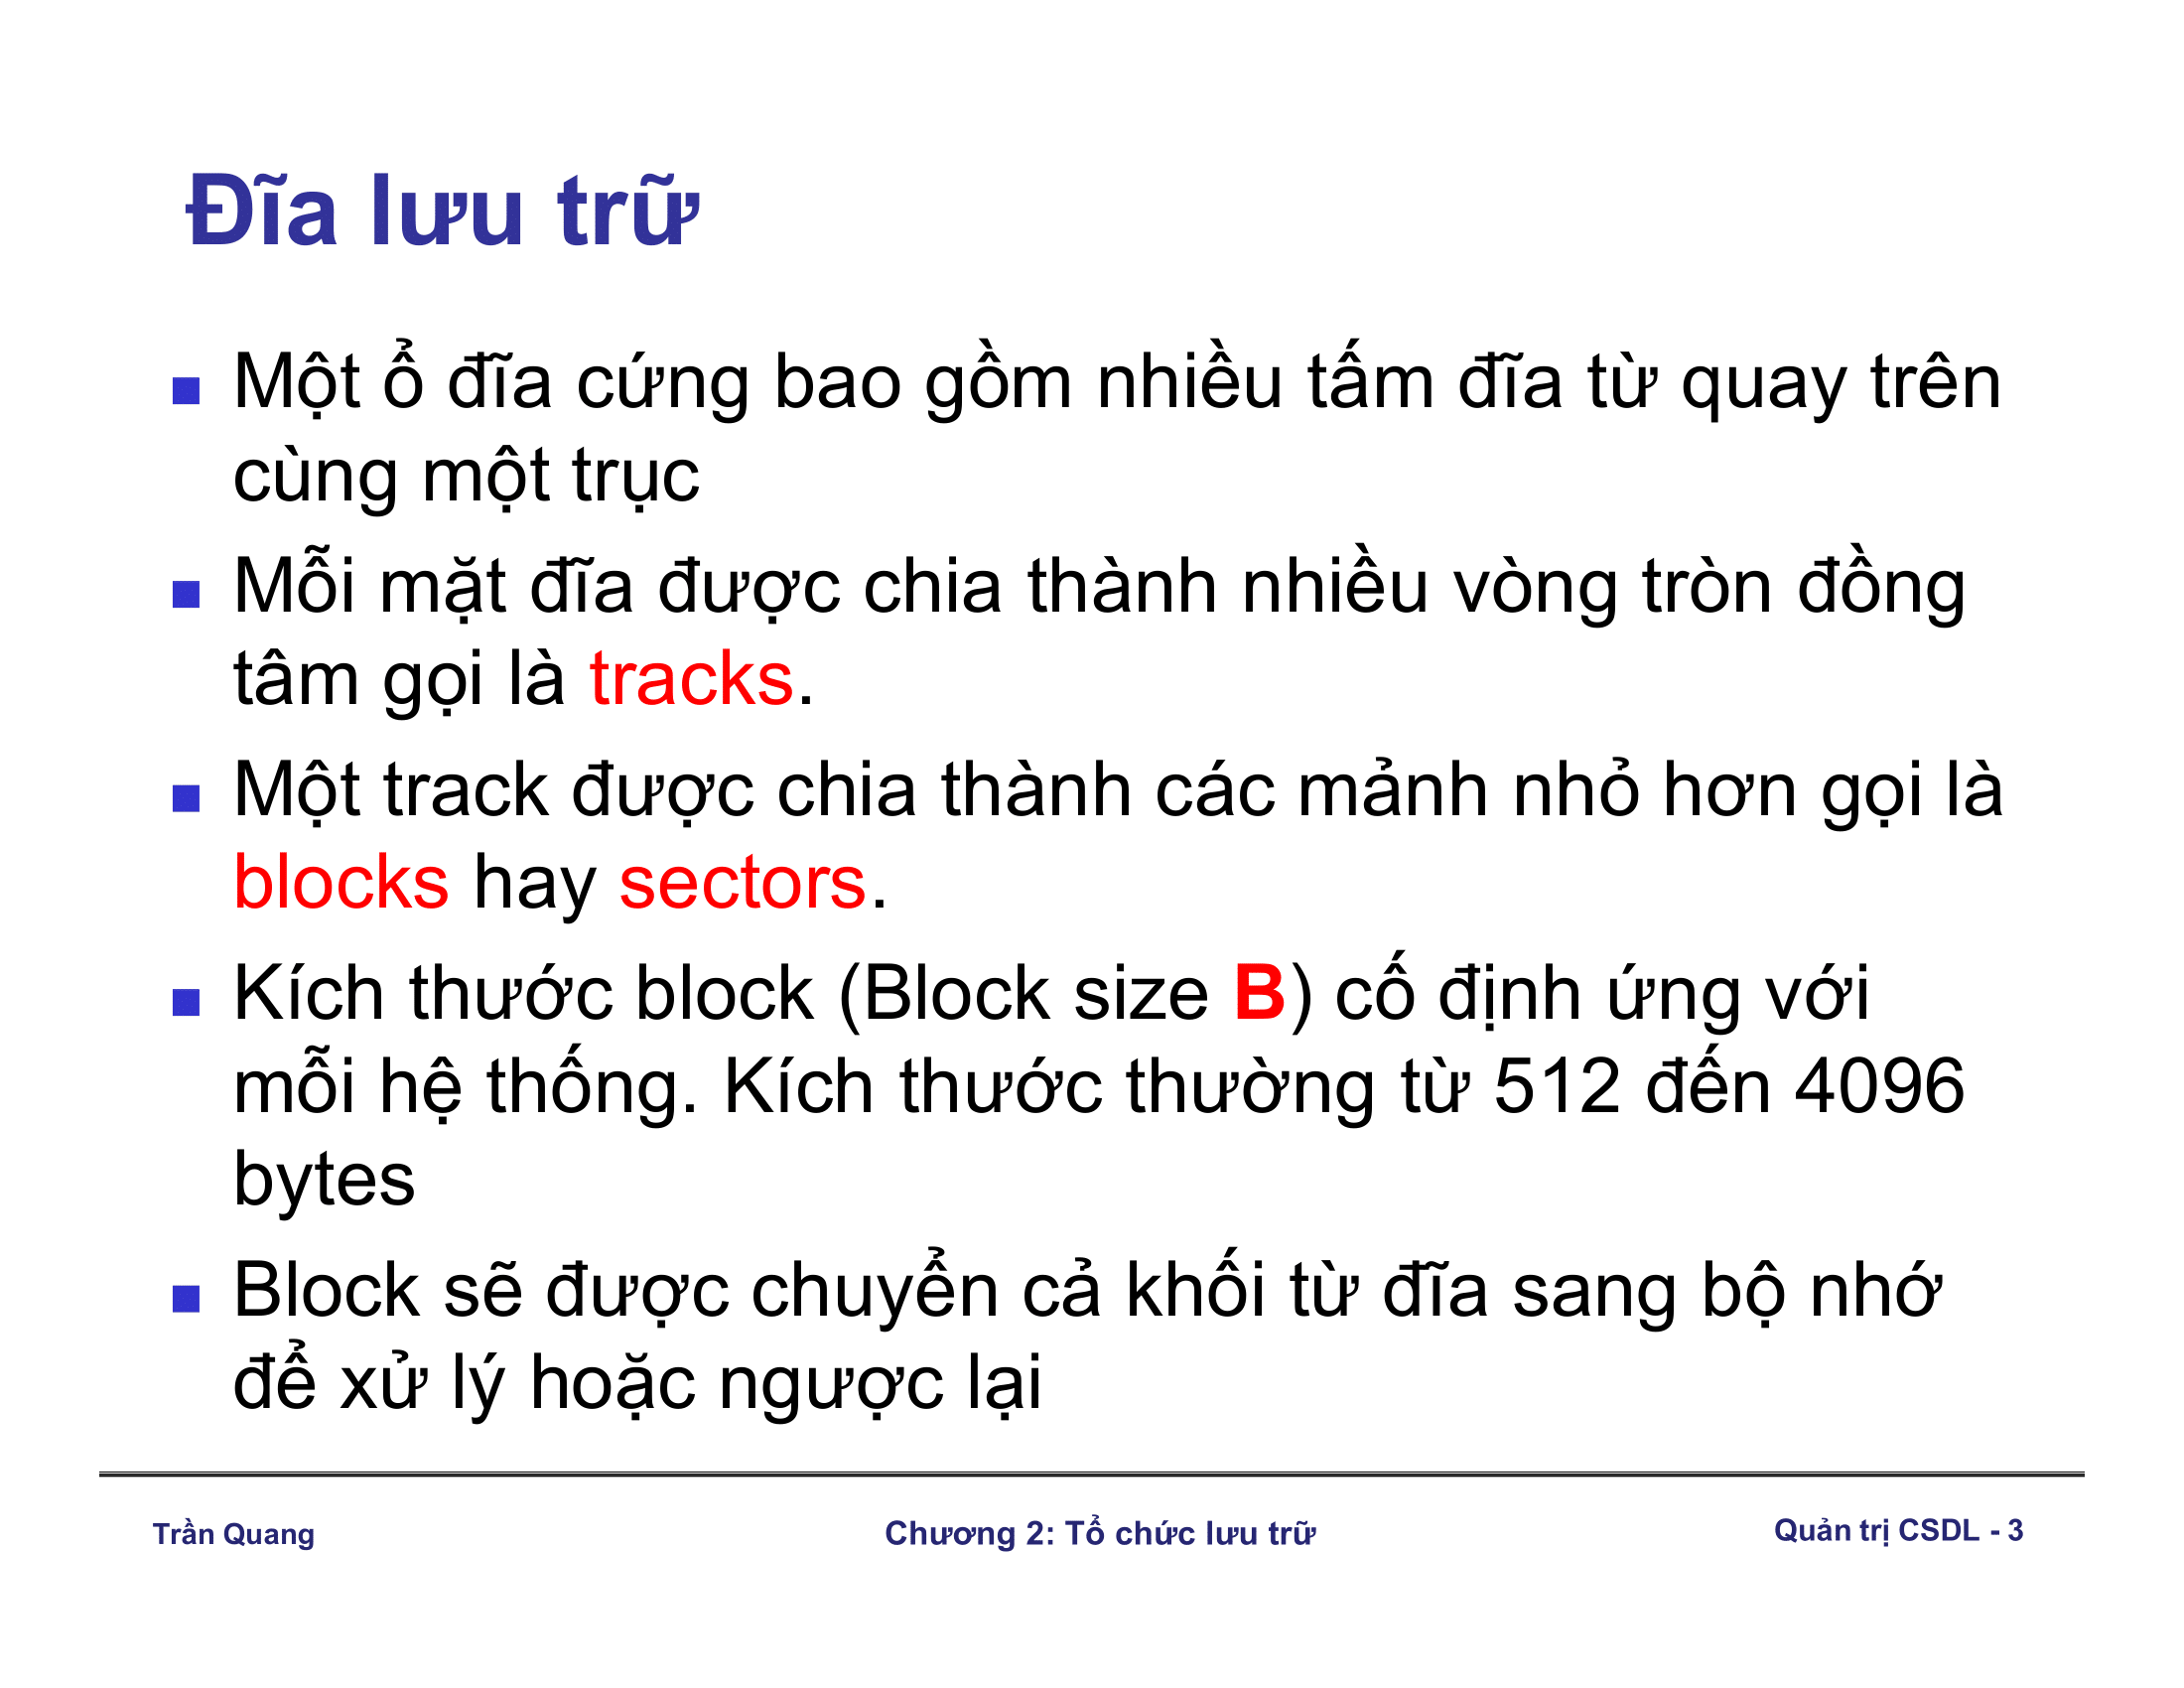 Đĩa lưu trữ
Một ổ đĩa cứng bao gồm nhiều tấm đĩa từ quay trên
cùng một trục
Mỗi mặt đĩa được chia thành nhiều vòng tròn đồng
tâm gọi là tracks.
Một track được chia thành các mảnh nhỏ hơn gọi là
blocks hay sectors.
Kích thước block (Block size B) cố định ứng với
mỗi hệ thống. Kích thước thường từ 512 đến 4096
bytes
Block sẽ được chuyển cả khối từ đĩa sang bộ nhớ
để xử lý hoặc ngược lại
Trần Quang
Chương 2: Tổ chức lưu trữ
Quản trị CSDL - 3